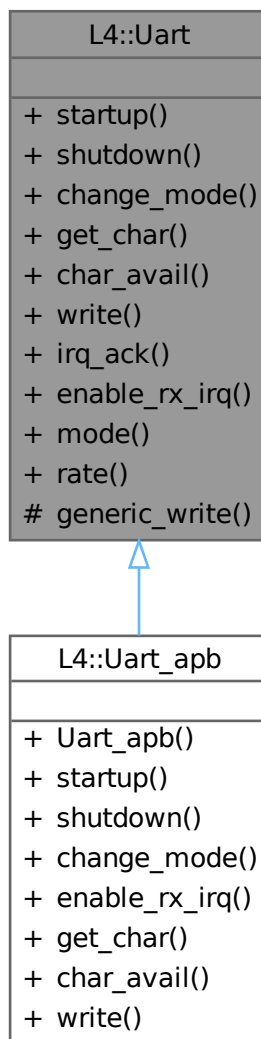 L4::Uart
+ startup()
+ shutdown()
+ change_mode()
+ get_char()
+ char_avail()
+ write()
+ irq_ack()
+ enable_rx_irq()
+ mode()
+ rate()
# generic_write()
L4::Uart_apb
+ Uart_apb()
+ startup()
+ shutdown()
+ change_mode()
+ enable_rx_irq()
+ get_char()
+ char_avail()
+ write()